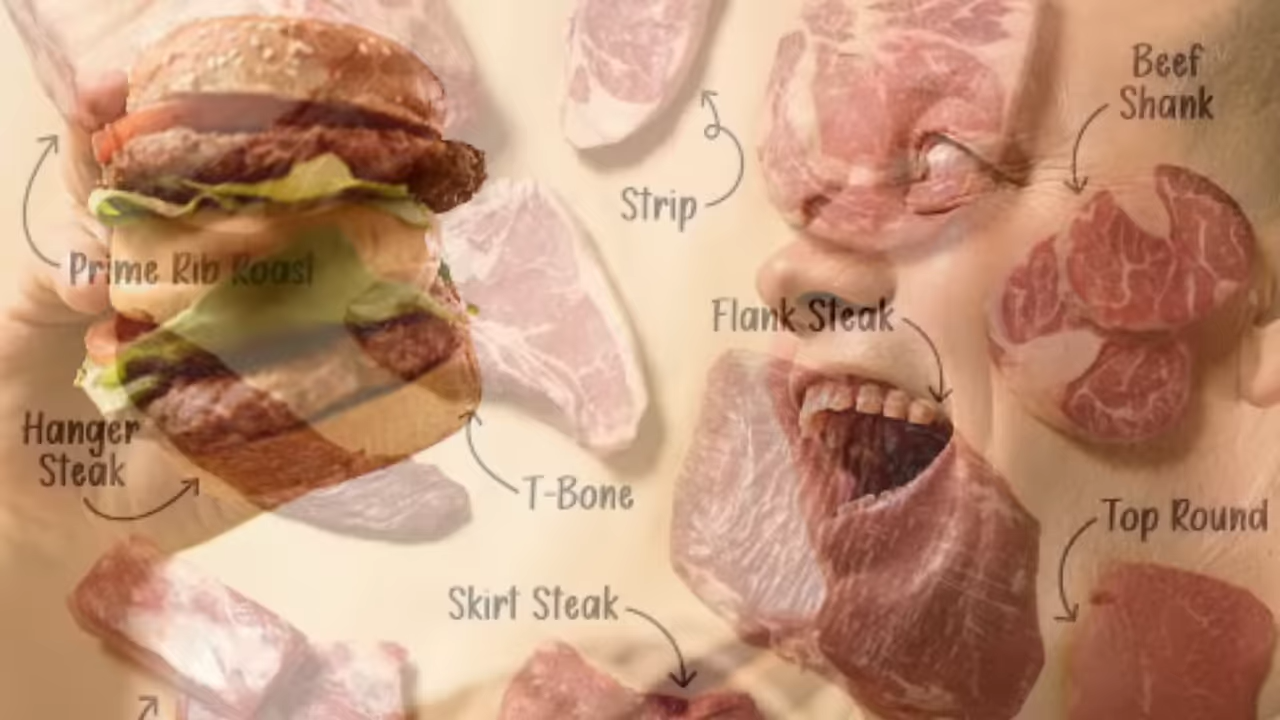 Beef
Shank
Strip
Prime Rib Roast
Flank Steak
Hanger
Steak
T-Bone
Top Round
Skirt Steak